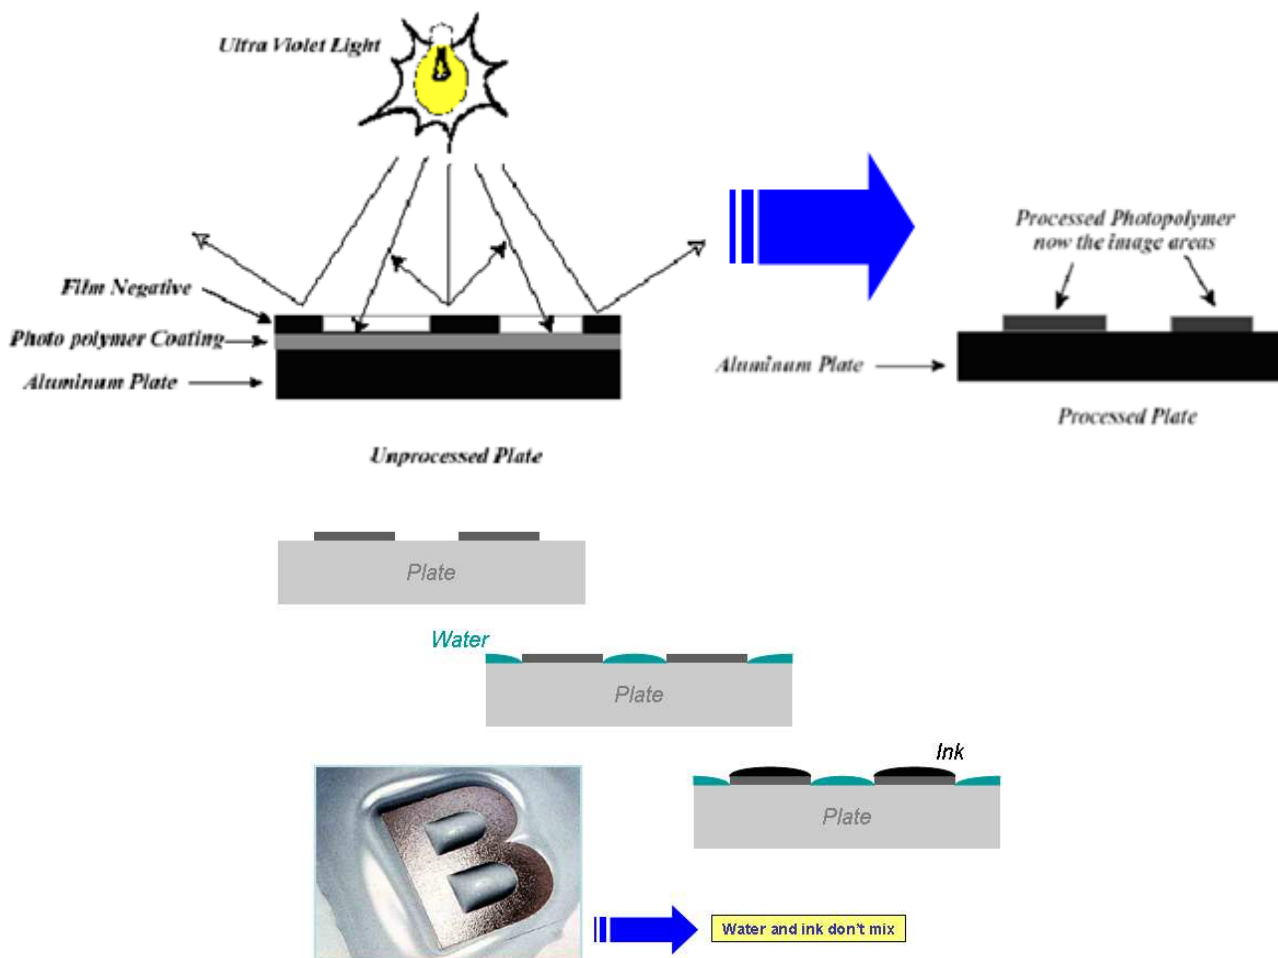 Ultra Violet Light
Film Negative
Photo polymer Coating
Aluminum Plate
Unprocessed Plate
Processed Photopolymer
now the image areas
Aluminum Plate
Processed Plate
Plate
Water
Plate
Ink
Plate
B
Water and ink don't mix